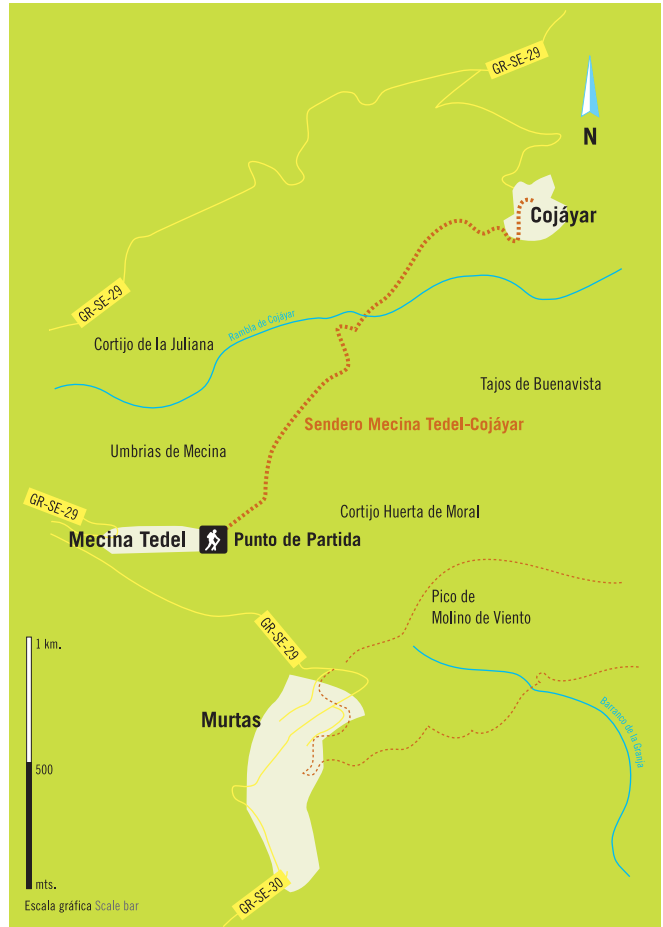 GR-SE-29
N
Cojáyar
GR-SE-29
Rambla de Cojáyar
Cortijo de la Juliana
Tajos de Buenavista
Sendero Mecina Tedel-Cojáyar
Umbrias de Mecina
GR-SE-29
Cortijo Huerta de Moral
Mecina Tedel
Punto de Partida
Pico de
Molino de Viento
GR-SE-29
1 km.
Murtas
Barranco de la Granja
500
mts.
GR-SE-30
Escala gráfica Scale bar